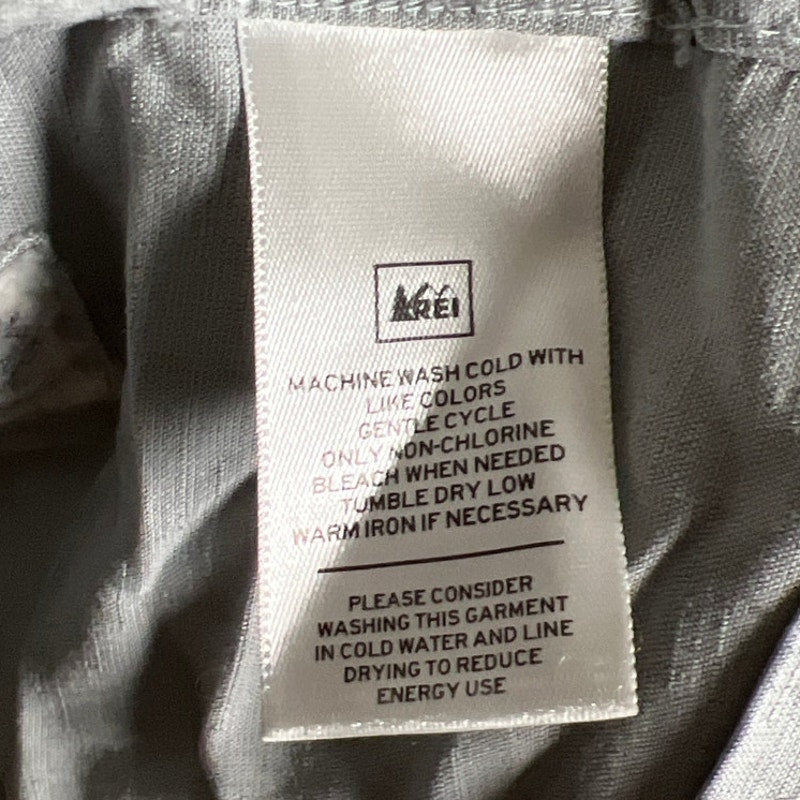 REI
MACHINE WASH COLD WITH
LIKE COLORS
GENTLE CYCLE
ONLY NON-CHLORINE
BLEACH WHEN NEEDED
TUMBLE DRY LOW
WARM IRON IF NECESSARY
PLEASE CONSIDER
WASHING THIS GARMENT
IN COLD WATER AND LINE
DRYING TO REDUCE
ENERGY USE